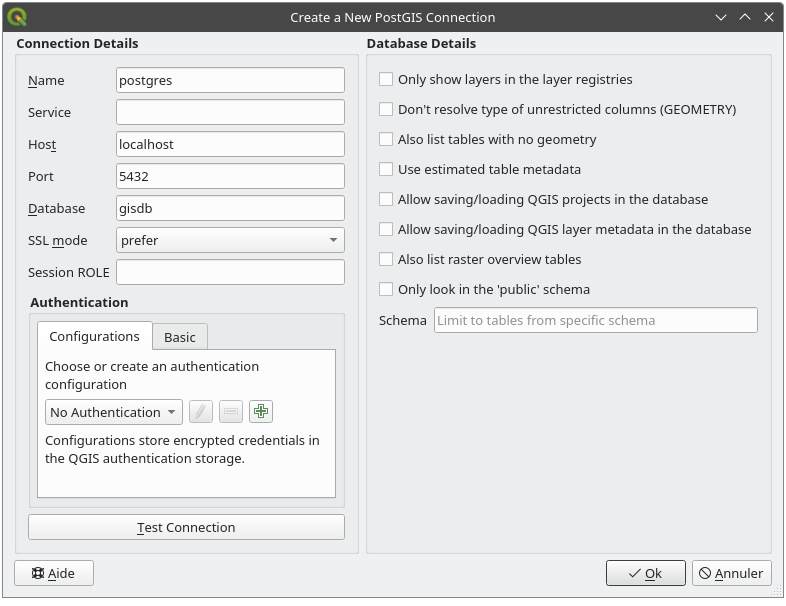 Create a New PostGIS Connection
Connection Details
Name postgres
Service
Host localhost
Port 5432
Database gisdb
SSL mode prefer
Session ROLE
Authentication
Configurations Basic
Choose or create an authentication
configuration
No Authentication
Configurations store encrypted credentials in
the QGIS authentication storage.
Test Connection
Database Details
Only show layers in the layer registries
Don't resolve type of unrestricted columns (GEOMETRY)
Also list tables with no geometry
Use estimated table metadata
Allow saving/loading QGIS projects in the database
Allow saving/loading QGIS layer metadata in the database
Also list raster overview tables
Only look in the 'public' schema
Schema Limit to tables from specific schema
Aide
Ok
Annuler